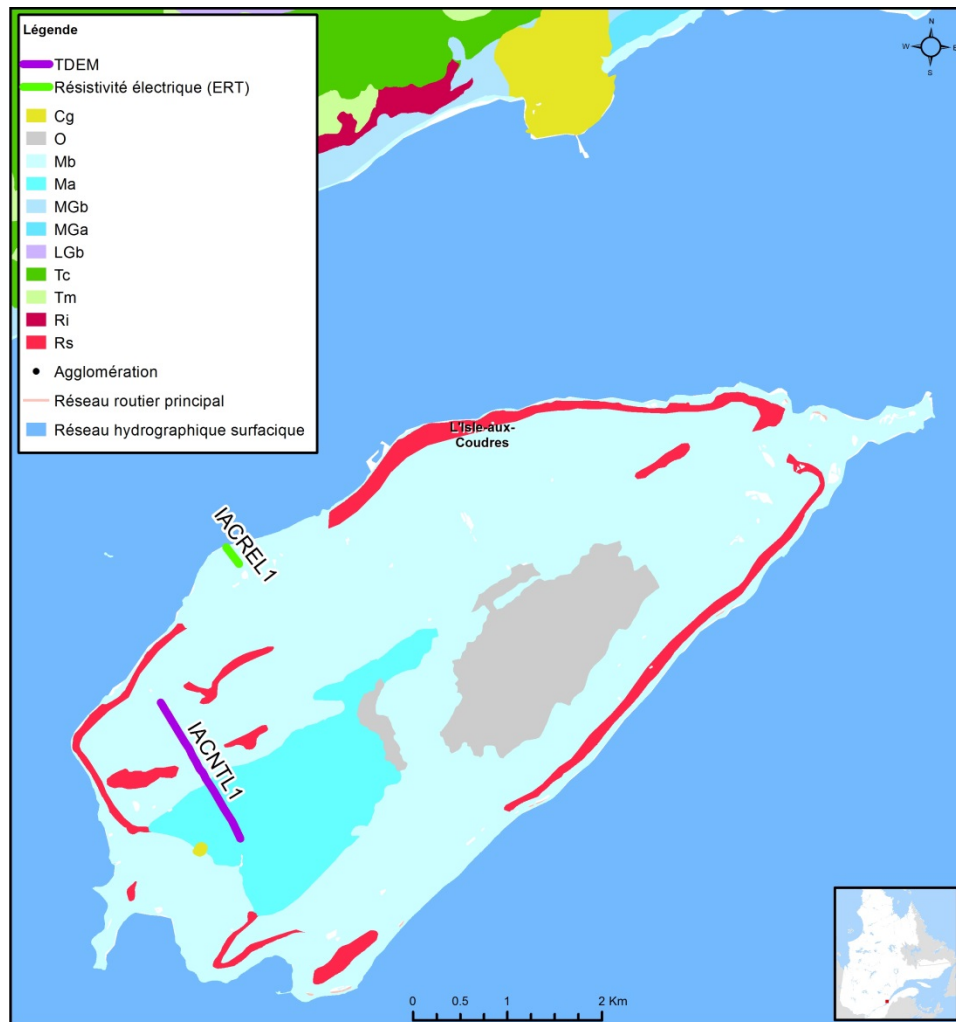 Légende
TDEM
Résistivité électrique (ERT)
Cg
O
Mb
Ma
MGb
MGa
LGb
Tc
Tm
Ri
Rs
Agglomération
Réseau routier principal
Réseau hydrographique surfacique
N
W
E
S
L'Isle-aux-
Coudres
IACREL1
IACNTL1
0 0.5 1 2 Km